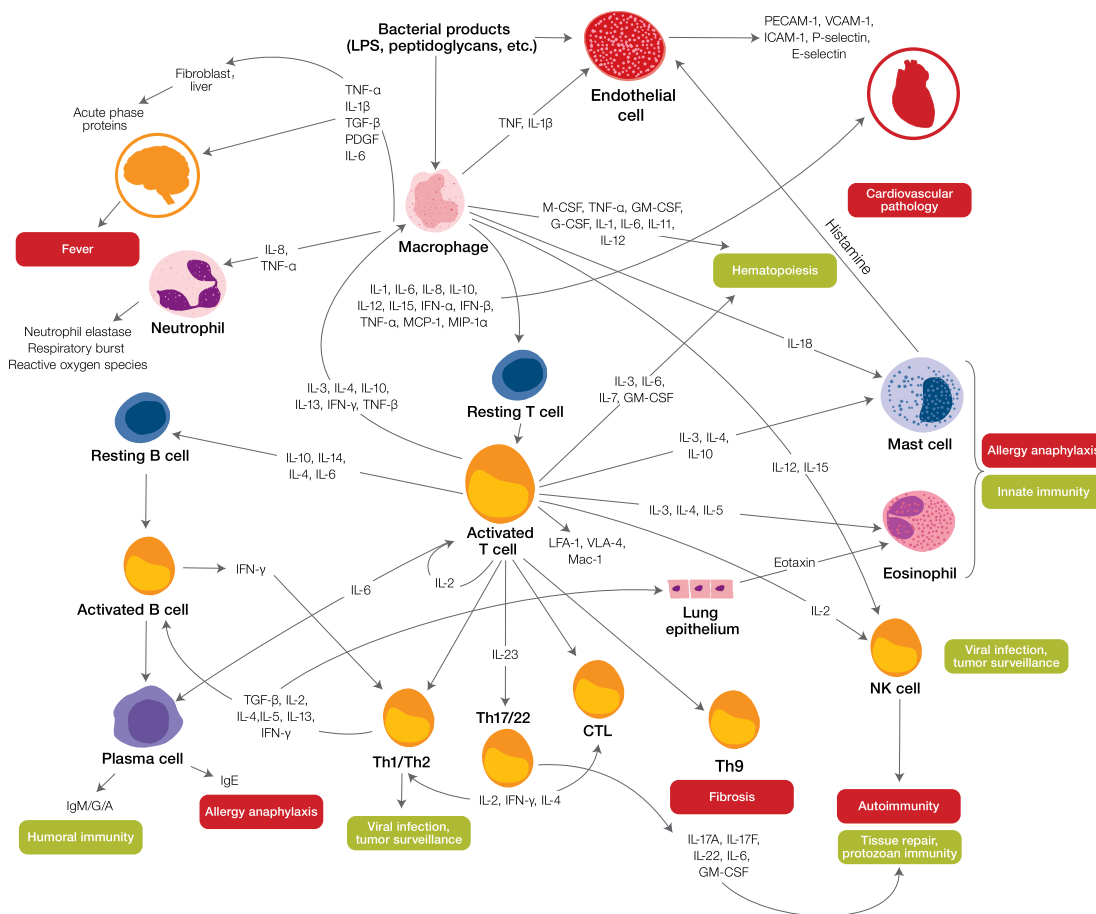 Bacterial products
(LPS, peptidoglycans, etc.)
PECAM-1, VCAM-1,
ICAM-1, P-selectin,
E-selectin
Fibroblast,
liver
Acute phase
proteins
TNF-α
IL-1β
TGF-β
PDGF
IL-6
Endothelial
cell
TNF, IL-1β
Cardiovascular
pathology
Fever
IL-8,
TNF-α
Macrophage
M-CSF, TNF-α, GM-CSF,
G-CSF, IL-1, IL-6, IL-11,
IL-12
Histamine
Hematopoiesis
Neutrophil
Neutrophil elastase
Respiratory burst
Reactive oxygen species
IL-1, IL-6, IL-8, IL-10,
IL-12, IL-15, IFN-α, IFN-β,
TNF-α, MCP-1, MIP-1α
IL-18
IL-3, IL-4, IL-10,
IL-13, IFN-γ, TNF-β
Resting T cell
IL-3, IL-6,
IL-7, GM-CSF
Mast cell
Resting B cell
IL-10, IL-14,
IL-4, IL-6
IL-3, IL-4,
IL-10
IL-12, IL-15
Allergy anaphylaxis
Innate immunity
Activated
T cell
IL-3, IL-4, IL-5
LFA-1, VLA-4,
Mac-1
Eotaxin
Eosinophil
Activated B cell
IFN-γ
IL-6
IL-2
Lung
epithelium
IL-2
IL-23
Viral infection,
tumor surveillance
NK cell
TGF-β, IL-2,
IL-4,IL-5, IL-13,
IFN-γ
Plasma cell
Th1/Th2
Th17/22
CTL
Th9
IgE
IgM/G/A
Allergy anaphylaxis
Humoral immunity
Viral infection,
tumor surveillance
IL-2, IFN-γ, IL-4
Fibrosis
Autoimmunity
Tissue repair,
protozoan immunity
IL-17A, IL-17F,
IL-22, IL-6,
GM-CSF